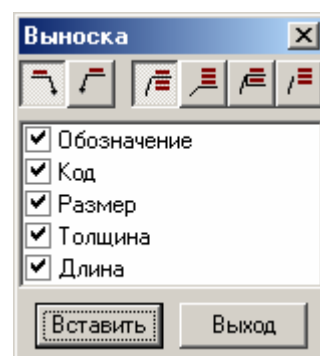 Выноска
Обозначение
Код
Размер
Толщина
Длина
Вставить Выход